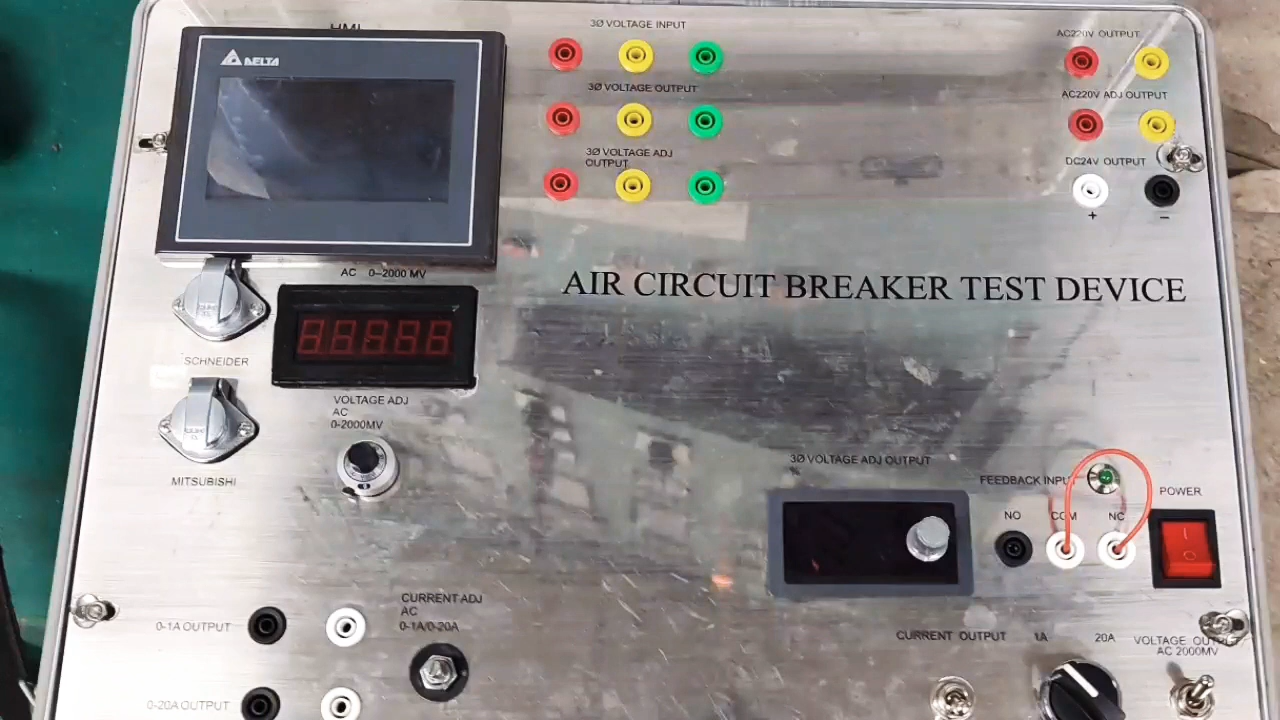 HMI
DELTA
3Ø VOLTAGE INPUT
3Ø VOLTAGE OUTPUT
3Ø VOLTAGE ADJ
OUTPUT
AC220V OUTPUT
AC220V ADJ OUTPUT
DC24V OUTPUT
+ −
AIR CIRCUIT BREAKER TEST DEVICE
AC 0–2000 MV
88888
SCHNEIDER
MITSUBISHI
VOLTAGE ADJ
AC
0-2000MV
3Ø VOLTAGE ADJ OUTPUT
%
FEEDBACK INPUT
NO COM NC
POWER
0-1A OUTPUT
0-20A OUTPUT
CURRENT ADJ
AC
0-1A/0-20A
CURRENT OUTPUT 1A 20A
VOLTAGE OUTPUT
AC 2000MV